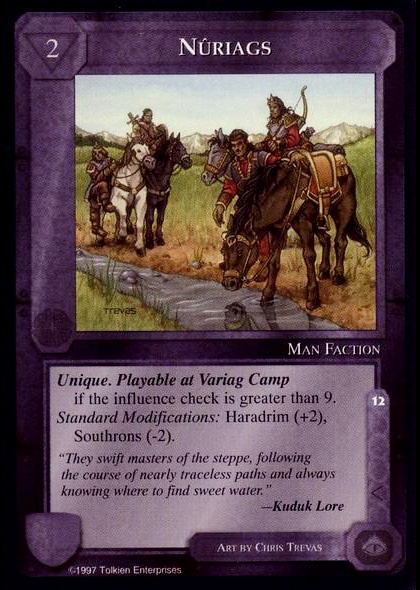 2
NÛRIAGS
TREVAS
MAN FACTION
Unique. Playable at Variag Camp
if the influence check is greater than 9.
Standard Modifications: Haradrim (+2),
Southrons (-2).
12
“They swift masters of the steppe, following
the course of nearly traceless paths and always
knowing where to find sweet water.”
—Kuduk Lore
ART BY CHRIS TREVAS
©1997 Tolkien Enterprises